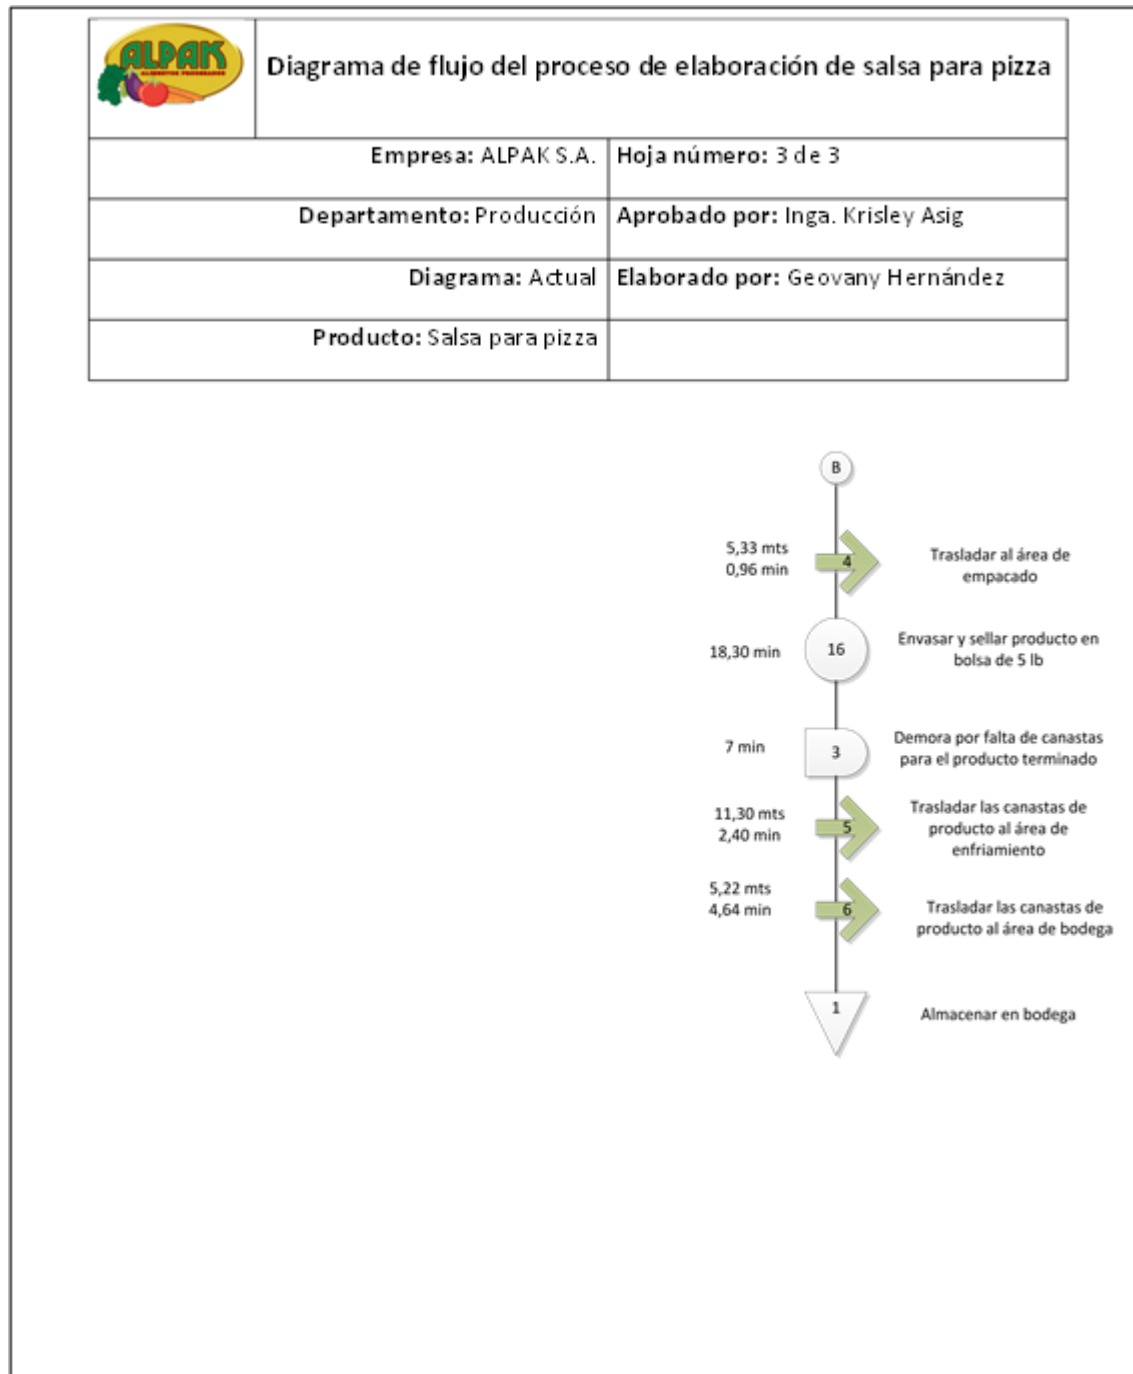 ALPAK
ALIMENTOS PROCESADOS
Diagrama de flujo del proceso de elaboración de salsa para pizza
Empresa: ALPAK S.A.
Hoja número: 3 de 3
Departamento: Producción
Aprobado por: Inga. Krisley Asig
Diagrama: Actual
Elaborado por: Geovany Hernández
Producto: Salsa para pizza
B
5,33 mts
0,96 min
4
Trasladar al área de
empacado
18,30 min
16
Envasar y sellar producto en
bolsa de 5 lb
7 min
3
Demora por falta de canastas
para el producto terminado
11,30 mts
2,40 min
5
Trasladar las canastas de
producto al área de
enfriamiento
5,22 mts
4,64 min
6
Trasladar las canastas de
producto al área de bodega
1
Almacenar en bodega